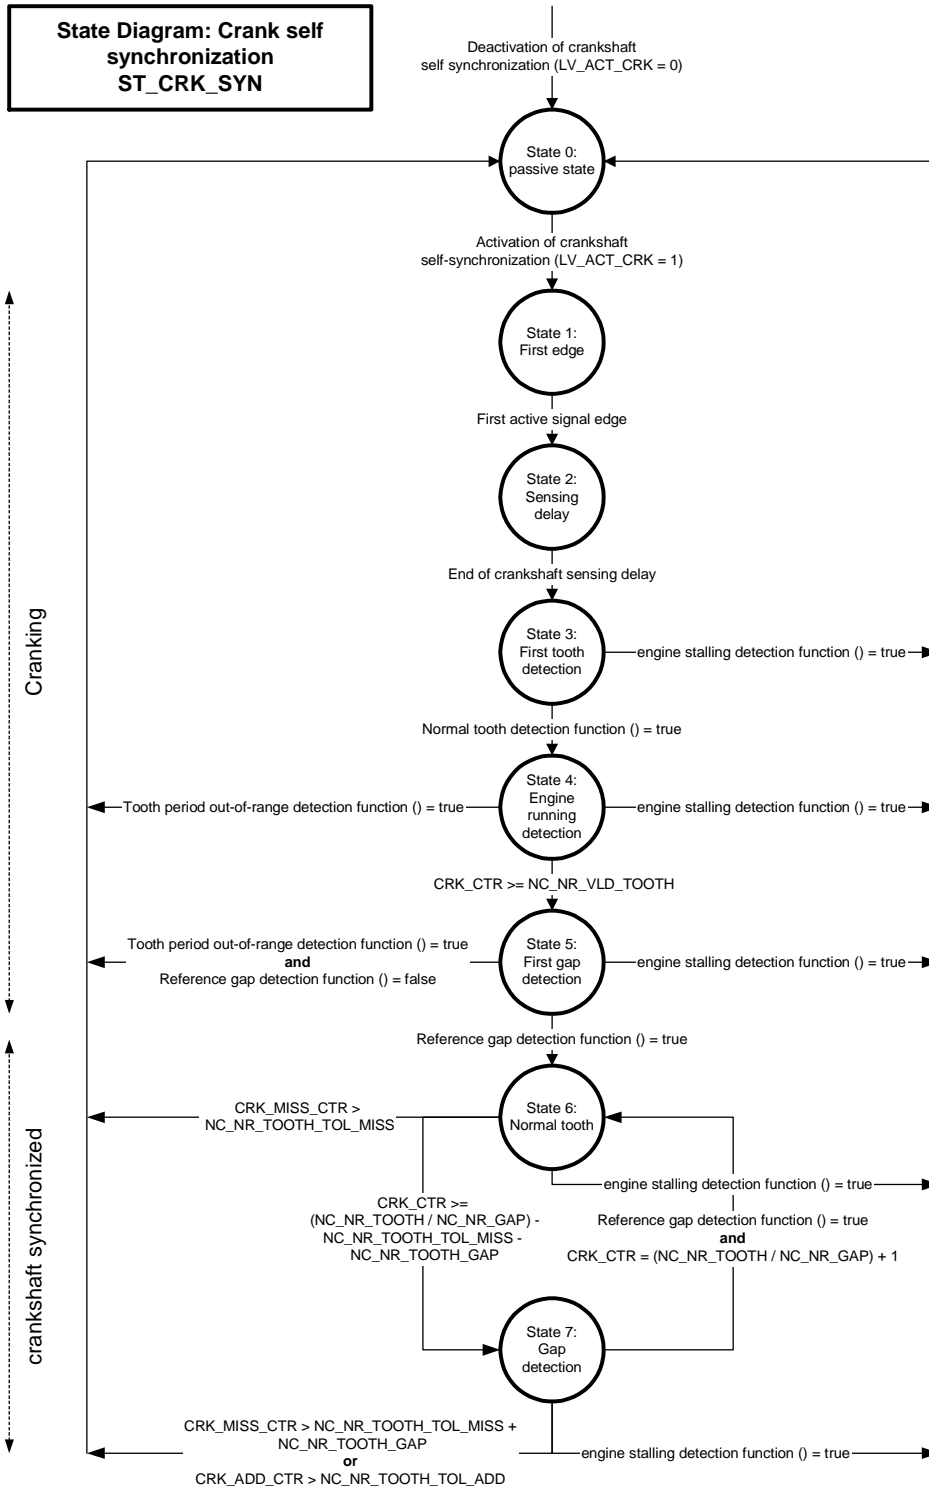 State Diagram: Crank self
synchronization
ST_CRK_SYN
Deactivation of crankshaft
self synchronization (LV_ACT_CRK = 0)
State 0:
passive state
Activation of crankshaft
self-synchronization (LV_ACT_CRK = 1)
State 1:
First edge
First active signal edge
State 2:
Sensing
delay
End of crankshaft sensing delay
Cranking
State 3:
First tooth
detection
engine stalling detection function () = true
Normal tooth detection function () = true
Tooth period out-of-range detection function () = true
State 4:
Engine
running
detection
engine stalling detection function () = true
CRK_CTR >= NC_NR_VLD_TOOTH
Tooth period out-of-range detection function () = true
and
Reference gap detection function () = false
State 5:
First gap
detection
engine stalling detection function () = true
Reference gap detection function () = true
crankshaft synchronized
CRK_MISS_CTR >
NC_NR_TOOTH_TOL_MISS
State 6:
Normal tooth
engine stalling detection function () = true
CRK_CTR >=
(NC_NR_TOOTH / NC_NR_GAP) -
NC_NR_TOOTH_TOL_MISS -
NC_NR_TOOTH_GAP
Reference gap detection function () = true
and
CRK_CTR = (NC_NR_TOOTH / NC_NR_GAP) + 1
State 7:
Gap
detection
CRK_MISS_CTR > NC_NR_TOOTH_TOL_MISS +
NC_NR_TOOTH_GAP
or
CRK_ADD_CTR > NC_NR_TOOTH_TOL_ADD
engine stalling detection function () = true